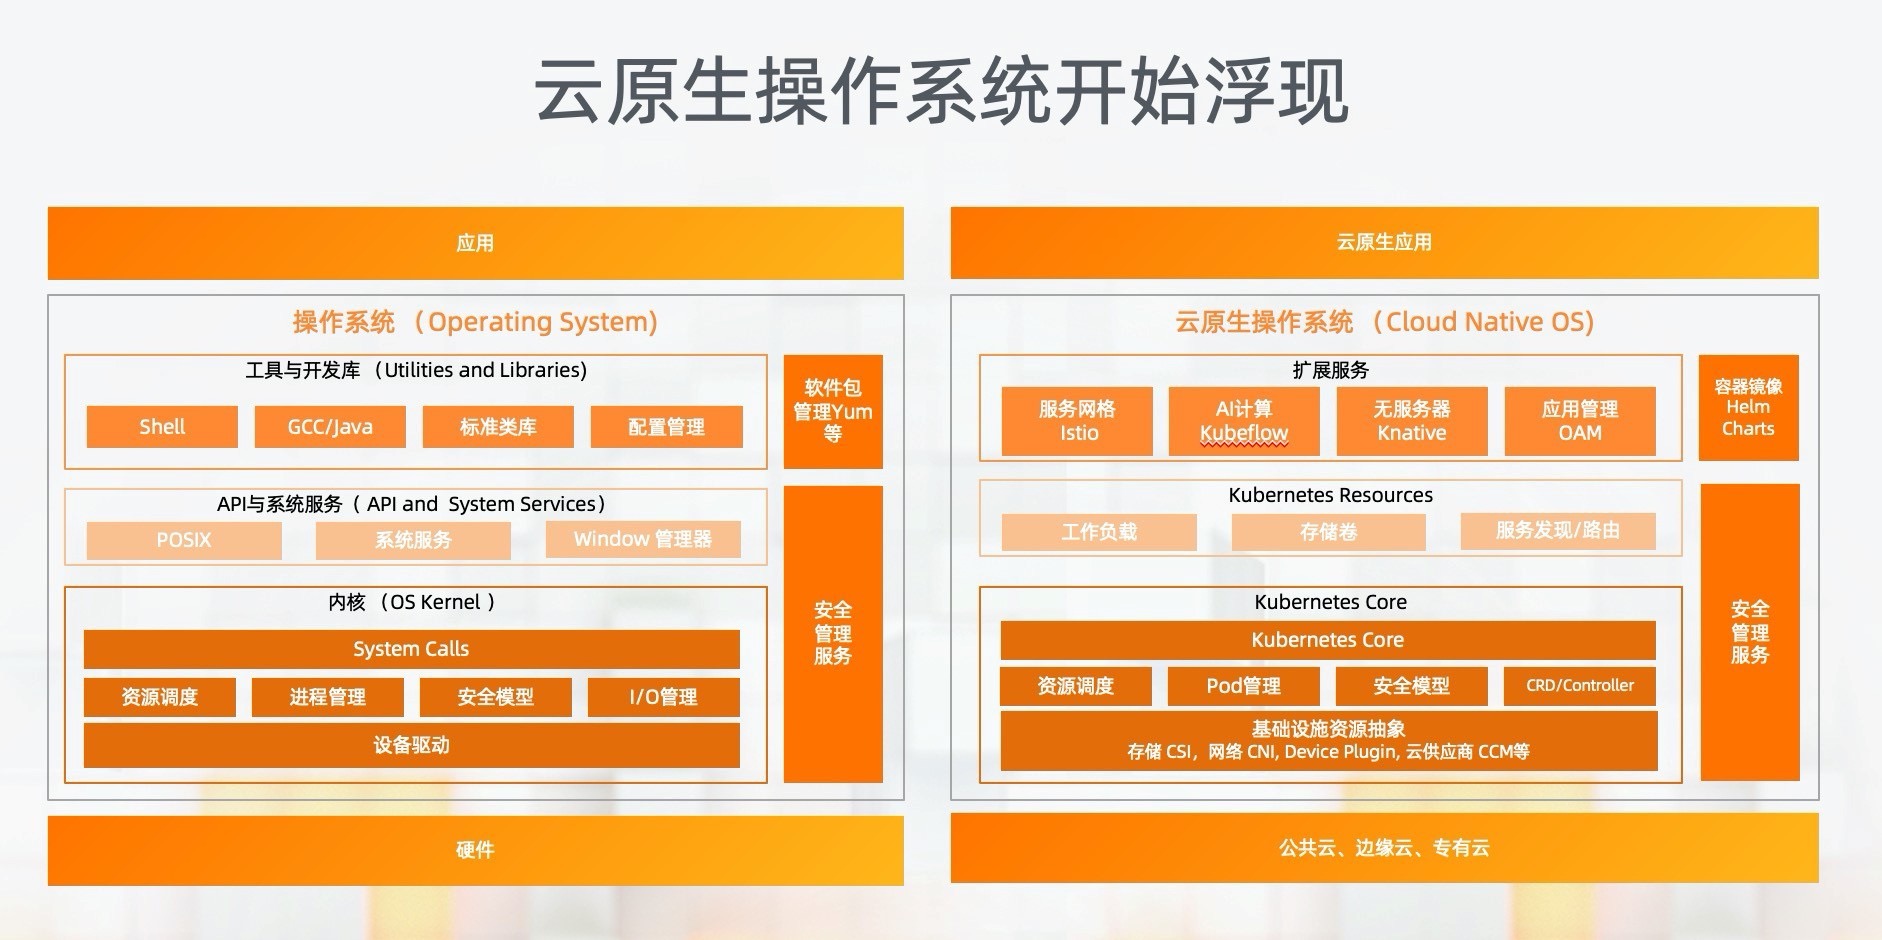 云原生操作系统开始浮现
应用
操作系统 （Operating System)
工具与开发库 （Utilities and Libraries)
Shell
GCC/Java
标准类库
配置管理
软件包
管理Yum
等
API与系统服务（ API and  System Services）
POSIX
系统服务
Window 管理器
内核 （OS Kernel ）
System Calls
资源调度
进程管理
安全模型
I/O管理
设备驱动
安全
管理
服务
硬件
云原生应用
云原生操作系统 （Cloud Native OS)
扩展服务
服务网格
Istio
AI计算
Kubeflow
无服务器
Knative
应用管理
OAM
容器镜像
Helm
Charts
Kubernetes Resources
工作负载
存储卷
服务发现/路由
Kubernetes Core
Kubernetes Core
资源调度
Pod管理
安全模型
CRD/Controller
基础设施资源抽象
存储 CSI，网络 CNI, Device Plugin, 云供应商 CCM等
安全
管理
服务
公共云、边缘云、专有云